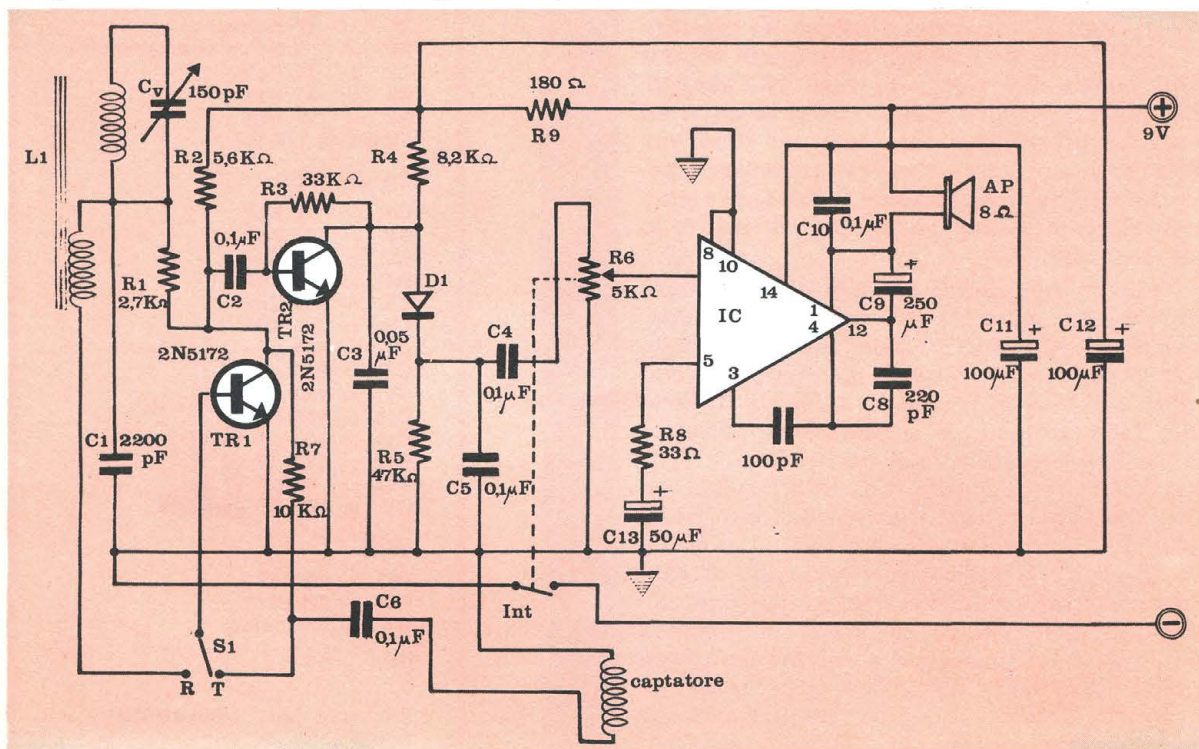 L1
Cv
150 pF
R2
5,6KΩ
R3
33KΩ
R4
8,2KΩ
180 Ω
R9
+
9V
R1
2,7KΩ
0,1µF
C2
TR2
2N5172
2N5172
TR1
C1
2200
pF
R7
10 KΩ
C3
0,05
µF
D1
R5
47KΩ
C4
0,1µF
C5
0,1µF
R6
5KΩ
8
10
14
IC
1
4
12
5
3
C10
0,1µF
AP
8Ω
+
C9
250
µF
C8
220
pF
+
C11
100µF
+
C12
100µF
100pF
R8
33Ω
+
C13
50µF
Int
C6
0,1µF
S1
R
T
captatore
−